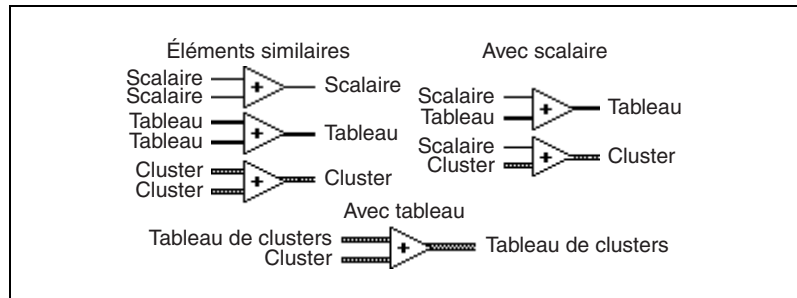 Éléments similaires
Scalaire
Scalaire
+
Scalaire
Tableau
Tableau
+
Tableau
Cluster
Cluster
+
Cluster
Avec scalaire
Scalaire
Tableau
+
Tableau
Scalaire
Cluster
+
Cluster
Avec tableau
Tableau de clusters
Cluster
+
Tableau de clusters